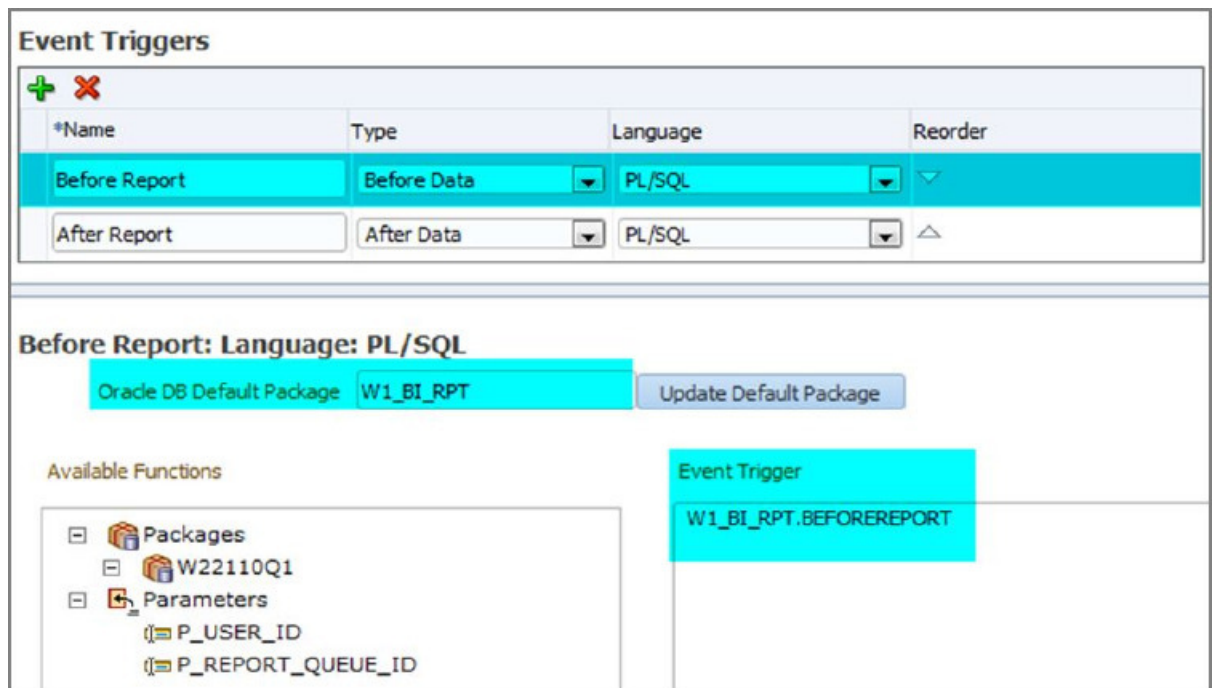 Event Triggers
*Name Type Language Reorder
Before Report Before Data PL/SQL
After Report After Data PL/SQL
Before Report: Language: PL/SQL
Oracle DB Default Package W1_BI_RPT Update Default Package
Available Functions
Packages
W22110Q1
Parameters
P_USER_ID
P_REPORT_QUEUE_ID
Event Trigger
W1_BI_RPT.BEFOREREPORT